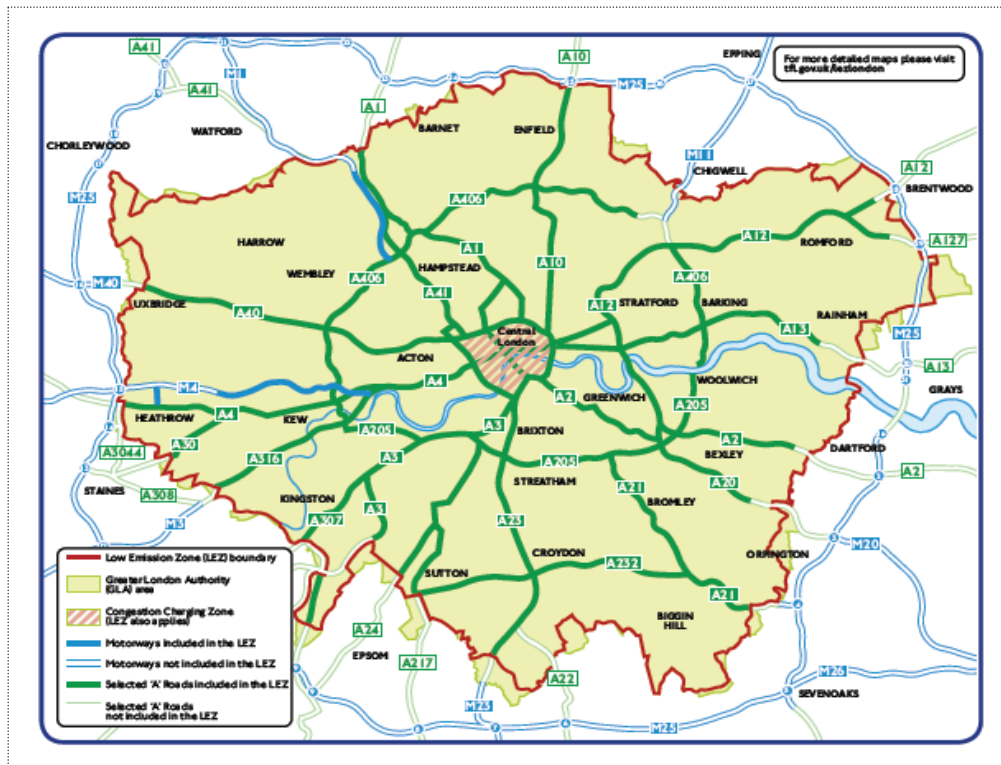 A41
A10
EPPING
For more detailed maps please visit
tfl.gov.uk/lezlondon
M1
M25
A41
A1
BARNET
ENFIELD
WATFORD
CHORLEYWOOD
M11
CHIGWELL
A12
BRENTWOOD
M25
A406
HARROW
A1
A12
ROMFORD
A127
WEMBLEY
HAMPSTEAD
A10
A406
A406
M40
A41
UXBRIDGE
A12
STRATFORD
BARKING
A40
RAINHAM
Central
London
A13
M25
ACTON
A13
A4
WOOLWICH
M4
GRAYS
A2
GREENWICH
HEATHROW
A4
KEW
A205
A205
A3
BRIXTON
A30
A2
DARTFORD
A3044
A316
A3
A205
BEXLEY
A2
STAINES
STREATHAM
A21
A20
A308
KINGSTON
BROMLEY
M3
A307
A3
A23
M20
CROYDON
ORPINGTON
A232
SUTTON
A21
BIGGIN
HILL
A24
EPSOM
A217
A22
M26
SEVENOAKS
M23
M25
Low Emission Zone (LEZ) boundary
Greater London Authority
(GLA) area
Congestion Charging Zone
(LEZ also applies)
Motorways included in the LEZ
Motorways not included in the LEZ
Selected 'A' Roads included in the LEZ
Selected 'A' Roads
not included in the LEZ